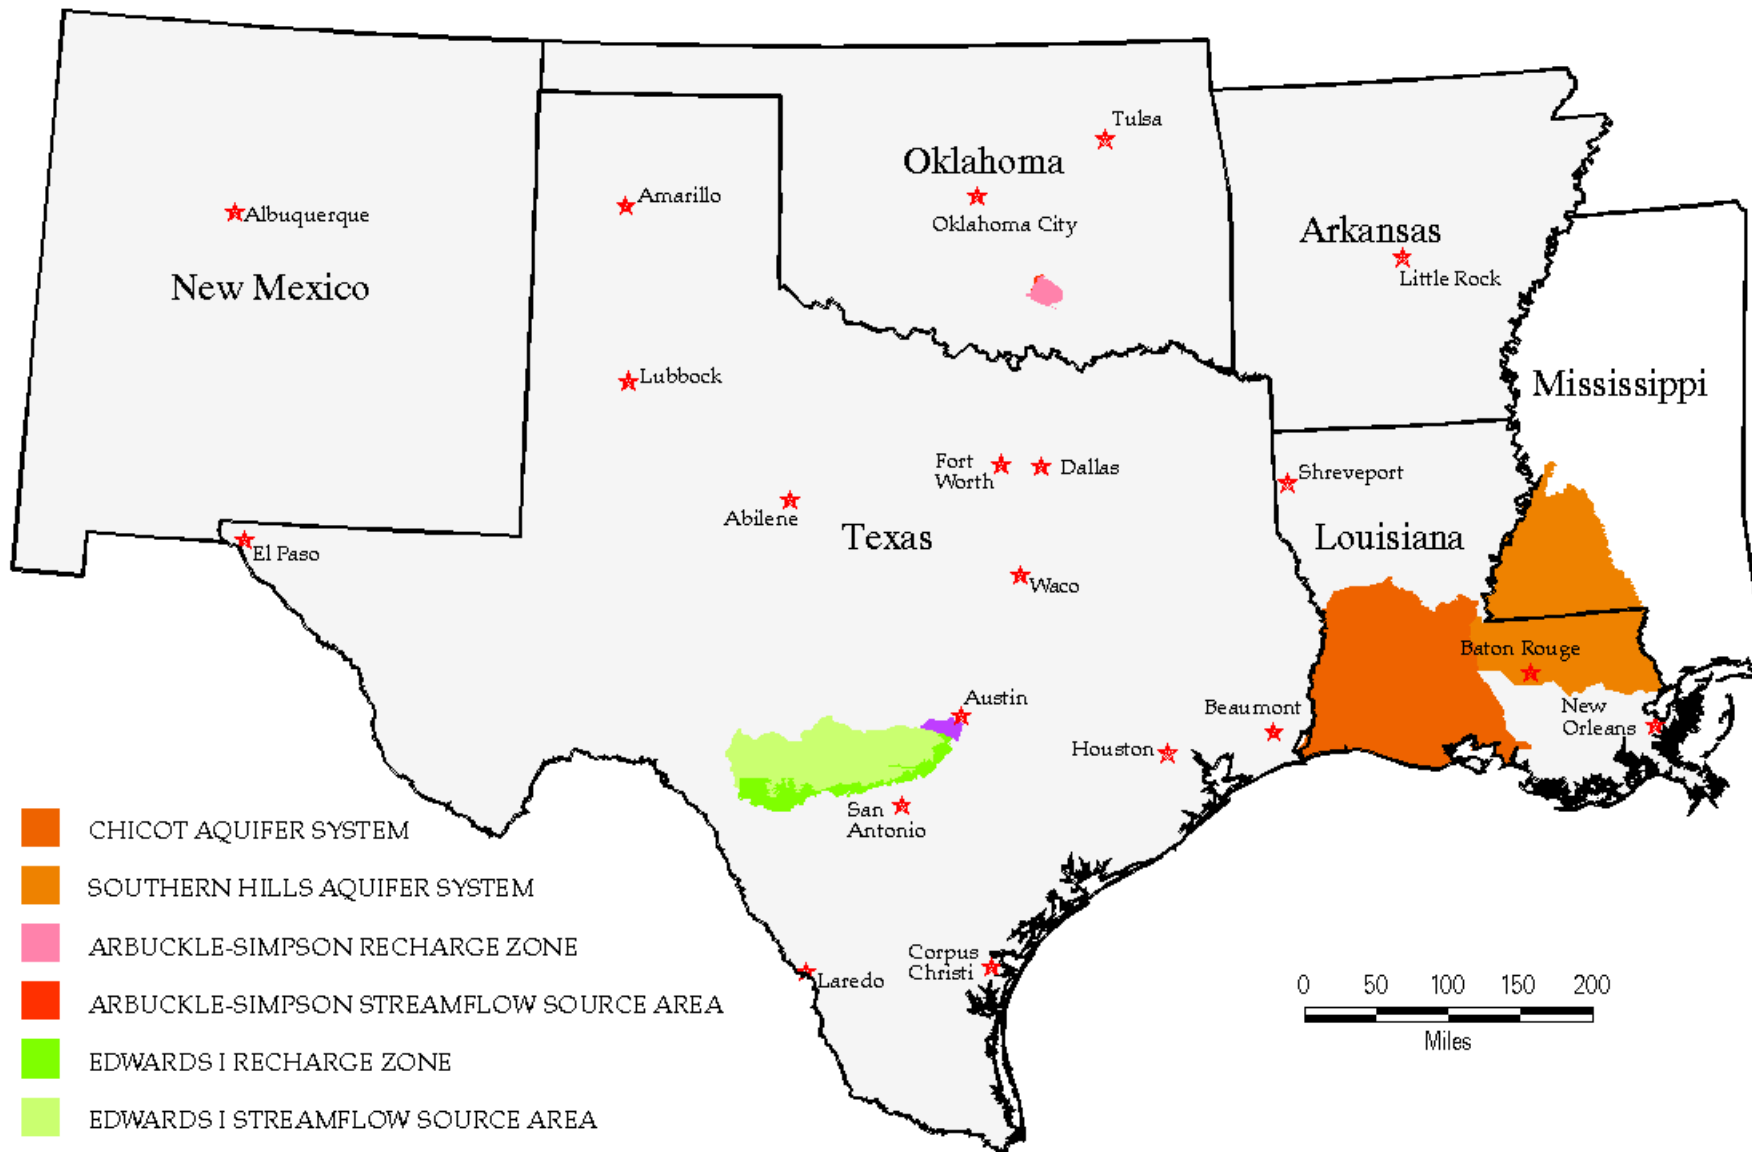 Tulsa
Oklahoma
Amarillo
Albuquerque
Oklahoma City
Arkansas
New Mexico
Little Rock
Lubbock
Mississippi
Fort
Worth
Dallas
Shreveport
Abilene
Texas
Louisiana
El Paso
Waco
Baton Rouge
Austin
Beaumont
New
Orleans
Houston
San
Antonio
CHICOT AQUIFER SYSTEM
SOUTHERN HILLS AQUIFER SYSTEM
ARBUCKLE-SIMPSON RECHARGE ZONE
Corpus
Christi
Laredo
0 50 100 150 200
ARBUCKLE-SIMPSON STREAMFLOW SOURCE AREA
Miles
EDWARDS I RECHARGE ZONE
EDWARDS I STREAMFLOW SOURCE AREA